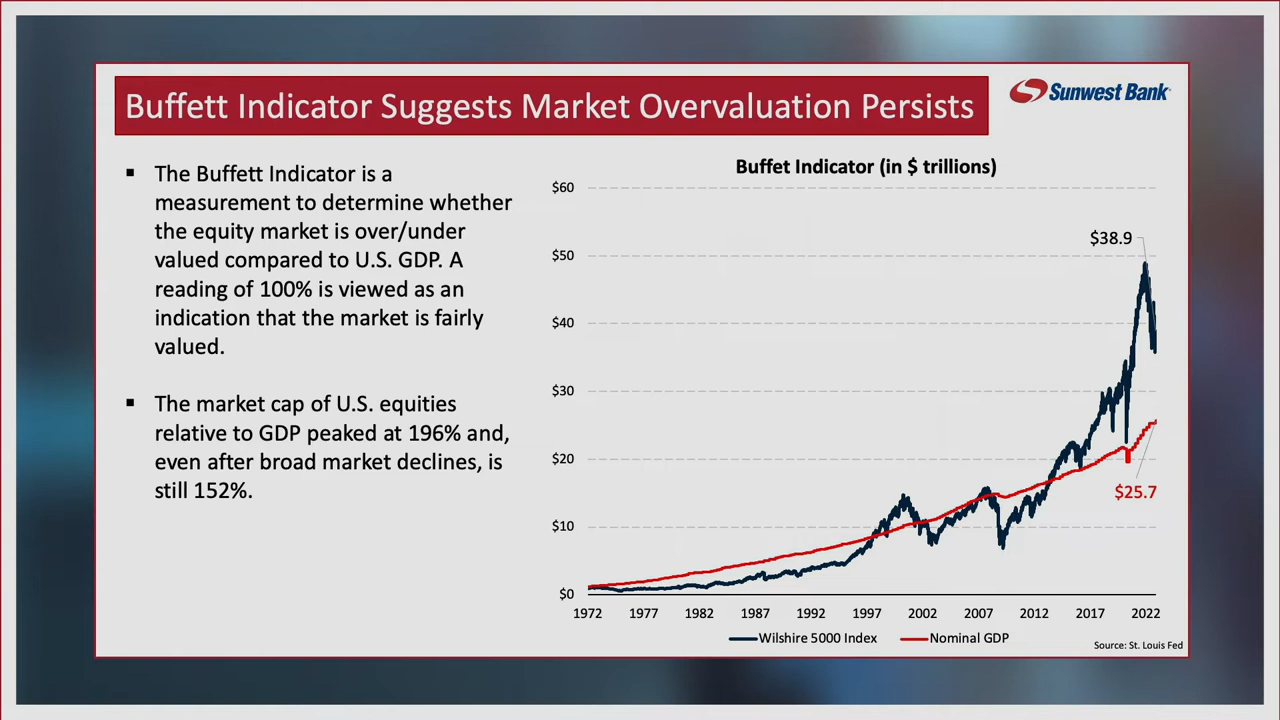 Buffett Indicator Suggests Market Overvaluation Persists
Sunwest Bank
▪ The Buffett Indicator is a
measurement to determine whether
the equity market is over/under
valued compared to U.S. GDP. A
reading of 100% is viewed as an
indication that the market is fairly
valued.
▪ The market cap of U.S. equities
relative to GDP peaked at 196% and,
even after broad market declines, is
still 152%.
Buffet Indicator (in $ trillions)
$60
$50
$40
$30
$20
$10
$0
$38.9
$25.7
1972 1977 1982 1987 1992 1997 2002 2007 2012 2017 2022
Wilshire 5000 Index Nominal GDP
Source: St. Louis Fed